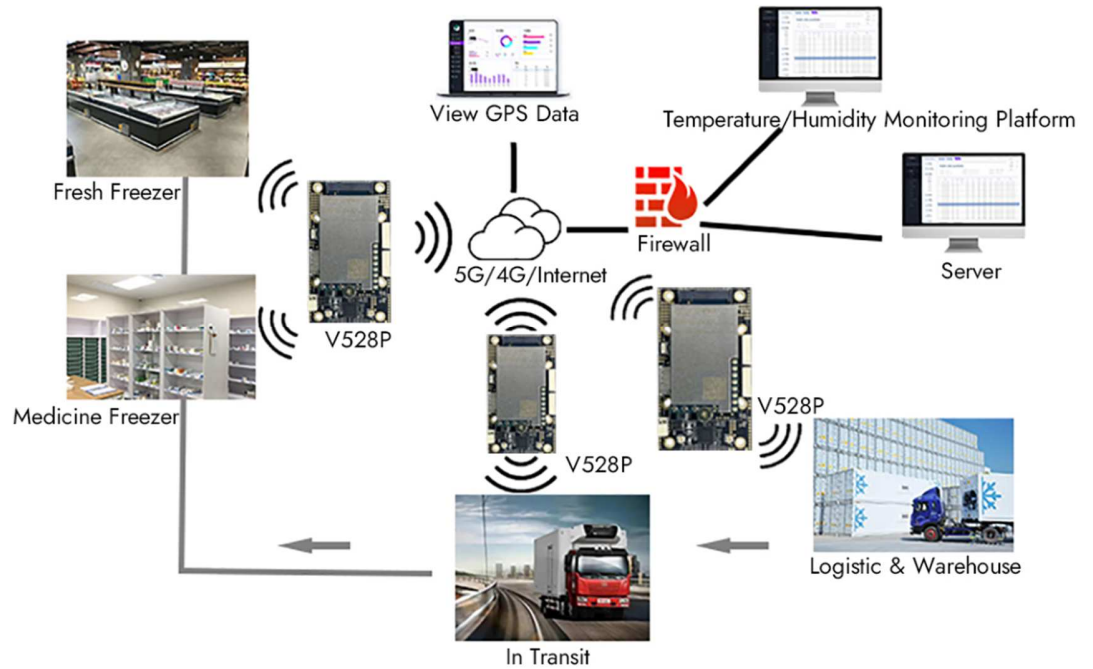 View GPS Data
Temperature/Humidity Monitoring Platform
Fresh Freezer
Firewall
5G/4G/Internet
Server
V528P
Medicine Freezer
V528P
V528P
Logistic & Warehouse
In Transit